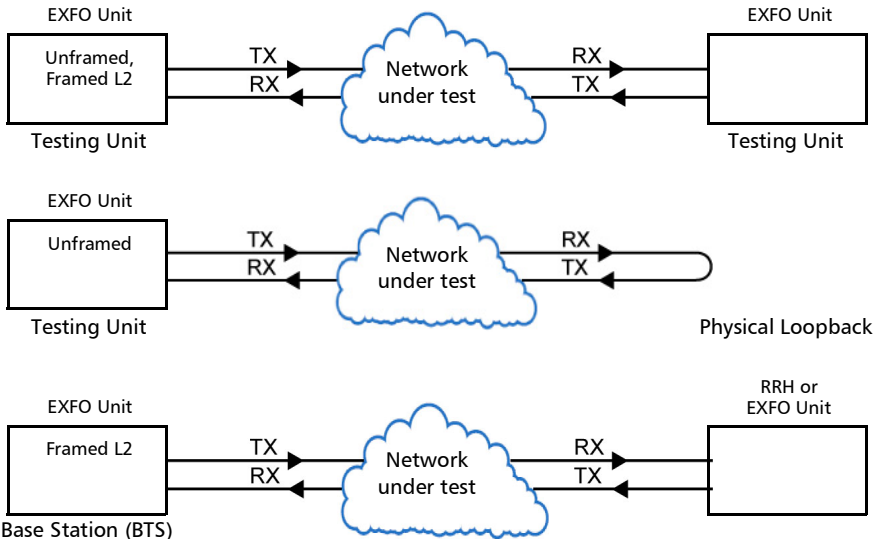 EXFO Unit
EXFO Unit
Unframed,
Framed L2
TX
RX
Network
under test
RX
TX
Testing Unit
Testing Unit
EXFO Unit
Unframed
TX
RX
Network
under test
RX
TX
Testing Unit
Physical Loopback
EXFO Unit
RRH or
EXFO Unit
Framed L2
TX
RX
Network
under test
RX
TX
Base Station (BTS)